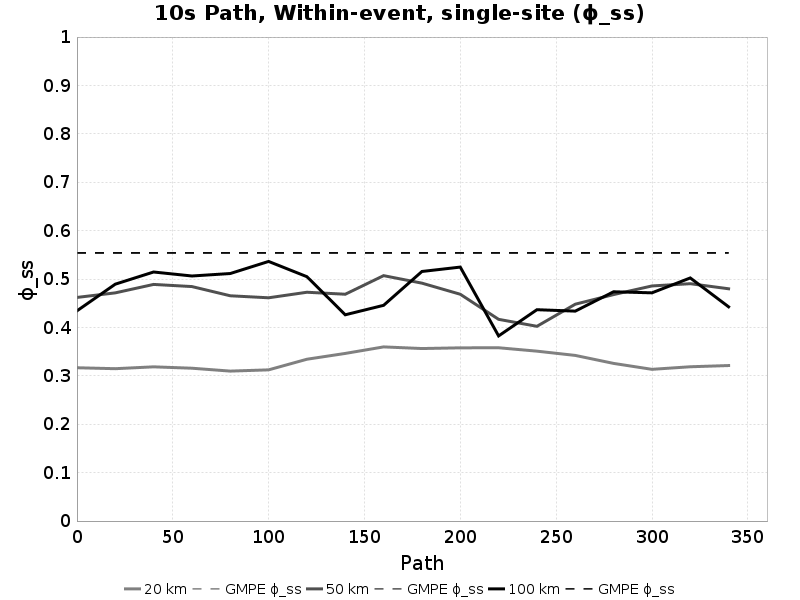 10s Path, Within-event, single-site (ϕ_ss)
1
0.9
0.8
0.7
0.6
0.5
0.4
0.3
0.2
0.1
0
ϕ_ss
0 50 100 150 200 250 300 350
Path
20 km GMPE ϕ_ss 50 km GMPE ϕ_ss 100 km GMPE ϕ_ss